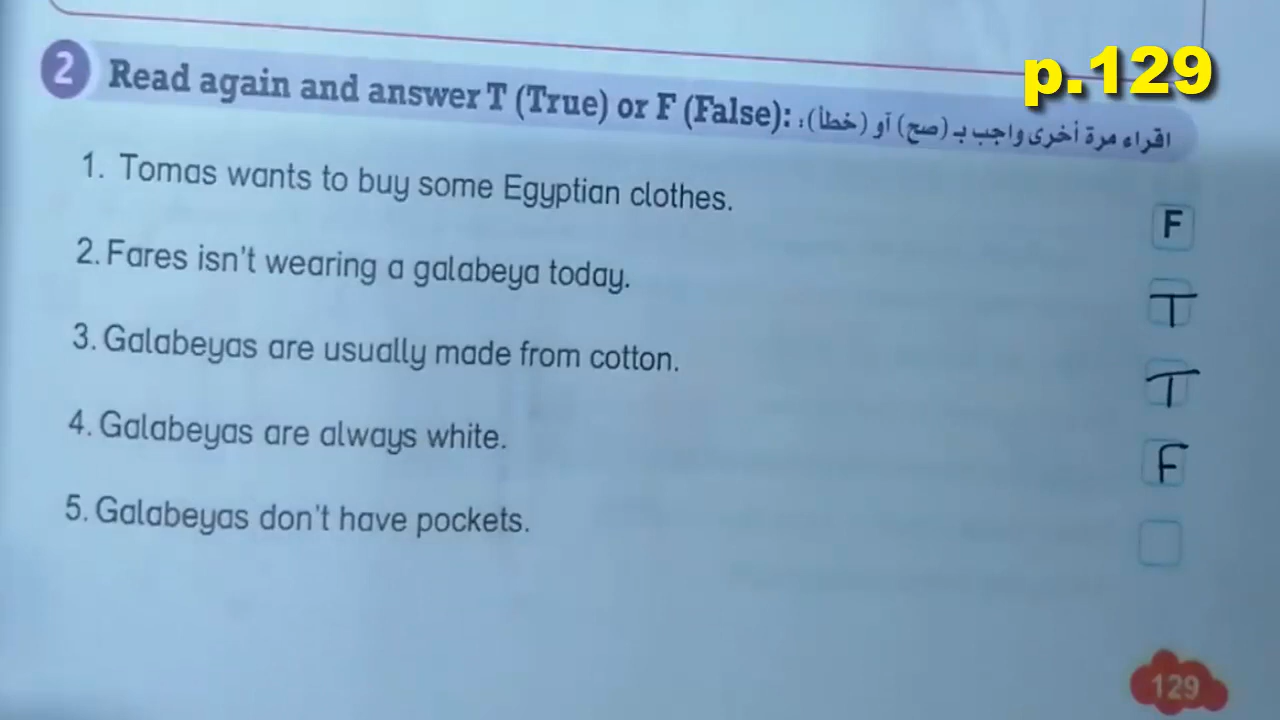 p.129
2 Read again and answer T (True) or F (False): اقراء مرة أخرى واجب بـ (صح) أو (خطأ) :
1. Tomas wants to buy some Egyptian clothes. F
2. Fares isn't wearing a galabeya today. T
3. Galabeyas are usually made from cotton. T
4. Galabeyas are always white. F
5. Galabeyas don't have pockets.
129